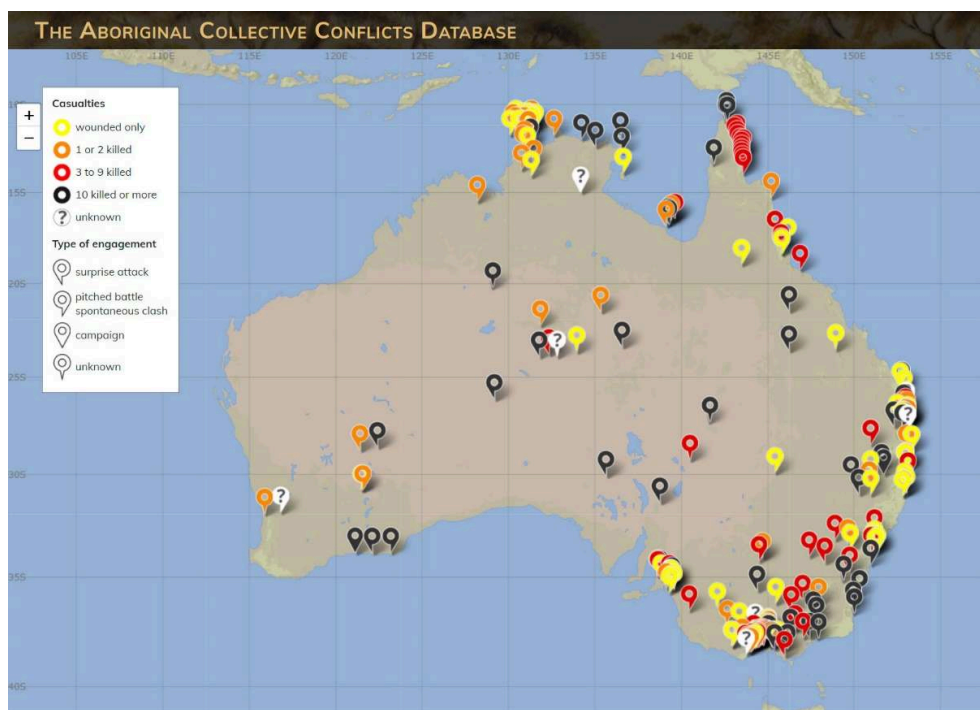 The Aboriginal Collective Conflicts Database
105E 110E 115E 120E 125E 130E 135E 140E 145E 150E 155E
+
−
Casualties
wounded only
1 or 2 killed
3 to 9 killed
10 killed or more
? unknown
Type of engagement
surprise attack
pitched battle
spontaneous clash
campaign
unknown
10S
15S
20S
25S
30S
35S
40S
?
?
?
?
?
?